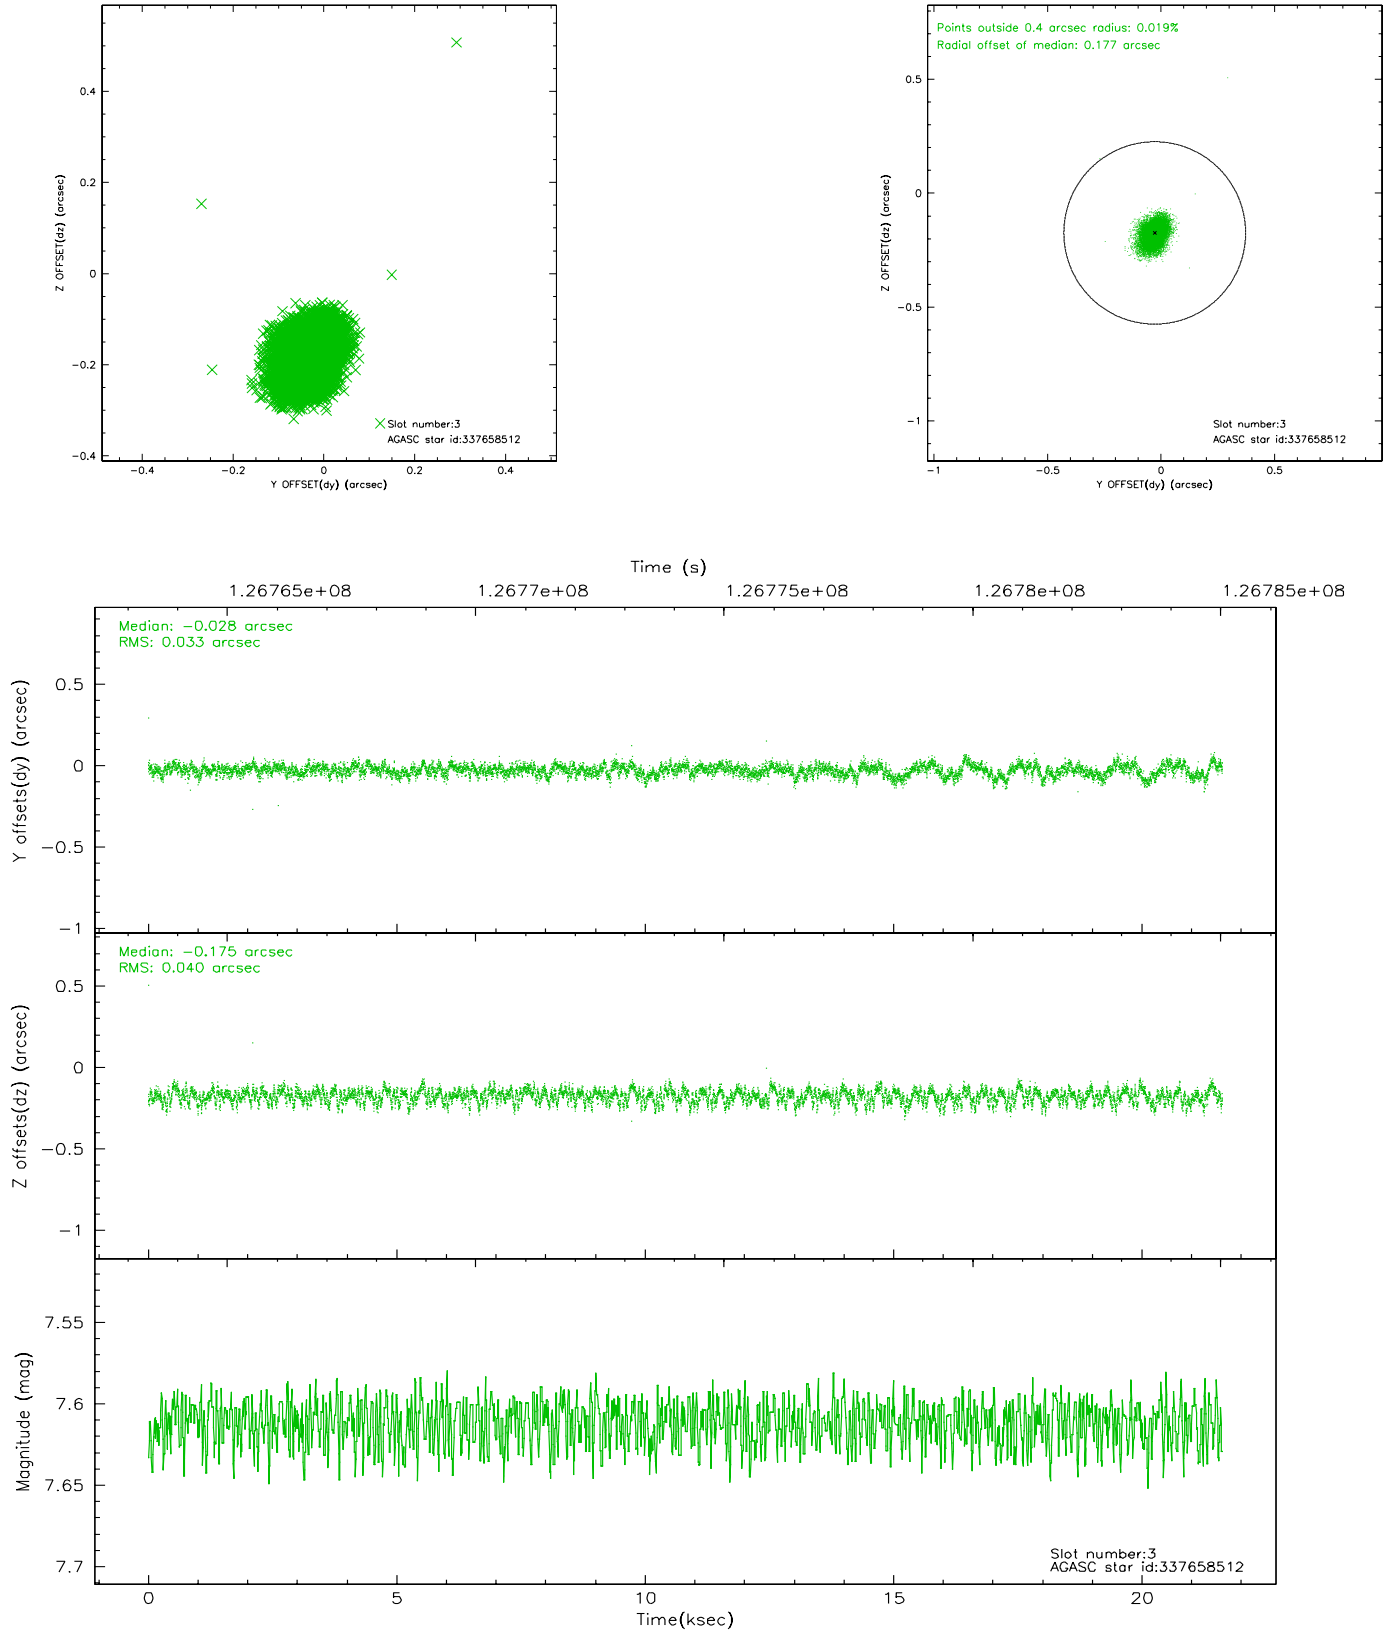 0.4
0.2
0
−0.2
−0.4
Z OFFSET(dz) (arcsec)
Slot number:3
AGASC star id:337658512
−0.4 −0.2 0 0.2 0.4
Y OFFSET(dy) (arcsec)
Points outside 0.4 arcsec radius: 0.019%
Radial offset of median: 0.177 arcsec
0.5
0
−0.5
−1
Z OFFSET(dz) (arcsec)
Slot number:3
AGASC star id:337658512
−1 −0.5 0 0.5
Y OFFSET(dy) (arcsec)
Time (s)
1.26765e+08 1.2677e+08 1.26775e+08 1.2678e+08 1.26785e+08
Median: −0.028 arcsec
RMS: 0.033 arcsec
0.5
0
−0.5
−1
Y offsets(dy) (arcsec)
Median: −0.175 arcsec
RMS: 0.040 arcsec
0.5
0
−0.5
−1
Z offsets(dz) (arcsec)
7.55
7.6
7.65
7.7
Magnitude (mag)
Slot number:3
AGASC star id:337658512
0 5 10 15 20
Time(ksec)